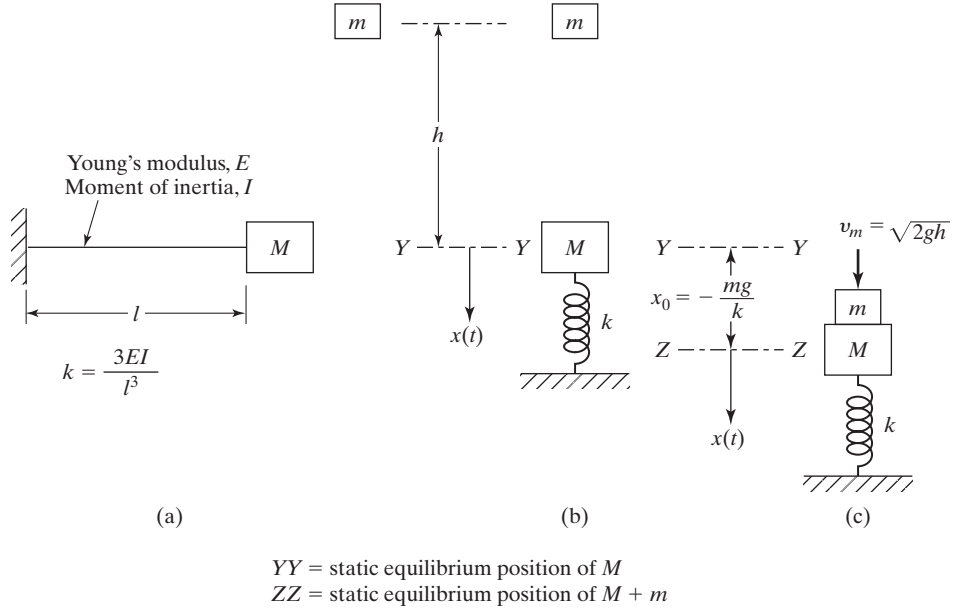 m
m
h
Young's modulus, E
Moment of inertia, I
M
l
k = 3EI / l³
Y Y
M
k
x(t)
Y Y
v_m = √2gh
x_0 = − mg / k
m
Z Z
M
k
x(t)
(a)
(b)
(c)
YY = static equilibrium position of M
ZZ = static equilibrium position of M + m